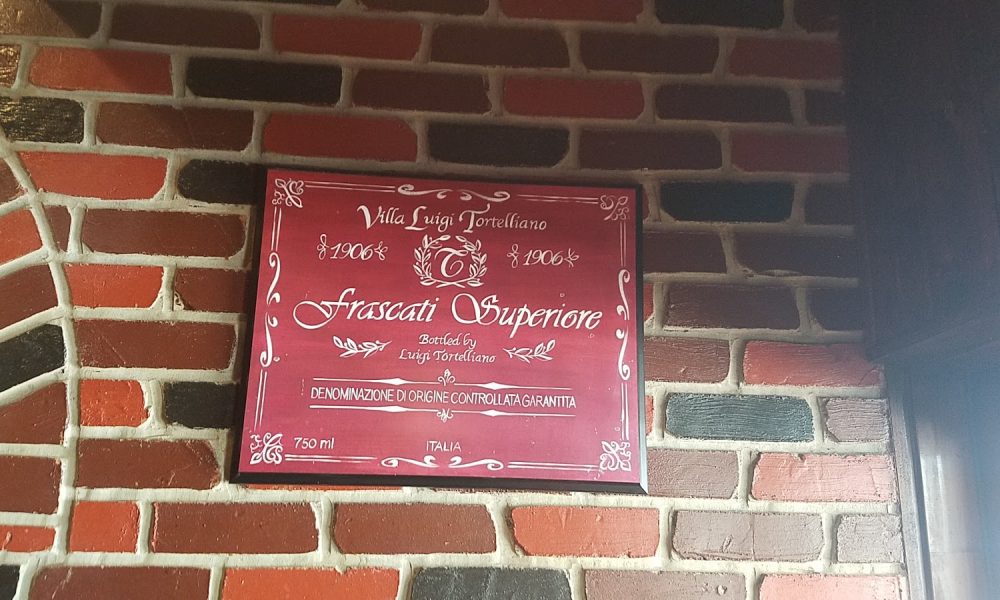 Villa Luigi Tortelliano
1906 T 1906
Frascati Superiore
Bottled by
Luigi Tortelliano
DENOMINAZIONE DI ORIGINE CONTROLLATA GARANTITA
750 ml ITALIA